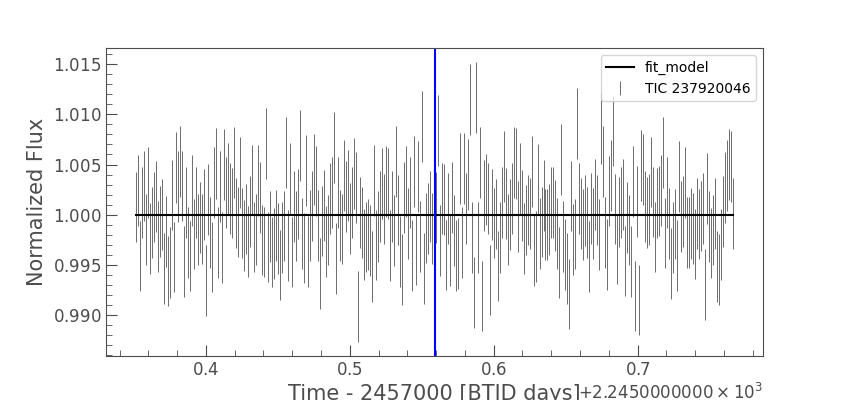 1.015
1.010
1.005
1.000
0.995
0.990
Normalized Flux
fit_model
TIC 237920046
0.4 0.5 0.6 0.7
Time - 2457000 [BTJD days]
+2.2450000000 × 10³